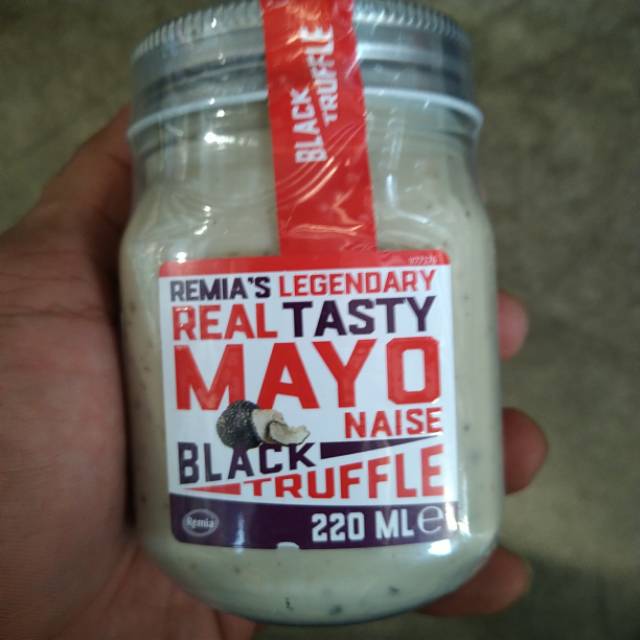 BLACK
TRUFFLE
REMIA'S LEGENDARY
REAL TASTY
MAYO
NAISE
BLACK
TRUFFLE
Remia
220 ML e